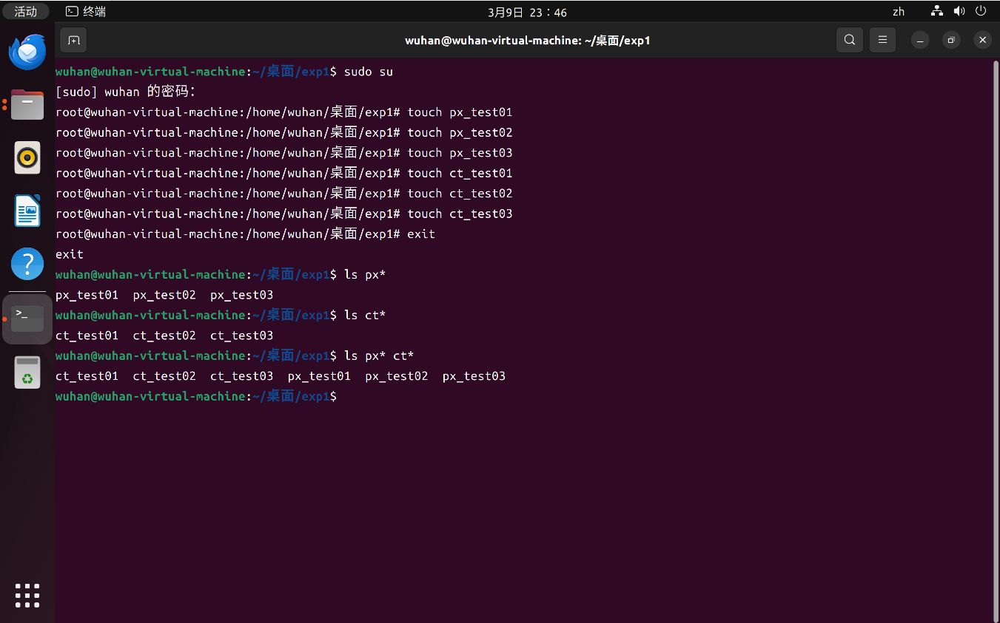 活动
终端
3月9日 23：46
zh
wuhan@wuhan-virtual-machine: ~/桌面/exp1
wuhan@wuhan-virtual-machine:~/桌面/exp1$ sudo su
[sudo] wuhan 的密码：
root@wuhan-virtual-machine:/home/wuhan/桌面/exp1# touch px_test01
root@wuhan-virtual-machine:/home/wuhan/桌面/exp1# touch px_test02
root@wuhan-virtual-machine:/home/wuhan/桌面/exp1# touch px_test03
root@wuhan-virtual-machine:/home/wuhan/桌面/exp1# touch ct_test01
root@wuhan-virtual-machine:/home/wuhan/桌面/exp1# touch ct_test02
root@wuhan-virtual-machine:/home/wuhan/桌面/exp1# touch ct_test03
root@wuhan-virtual-machine:/home/wuhan/桌面/exp1# exit
exit
wuhan@wuhan-virtual-machine:~/桌面/exp1$ ls px*
px_test01  px_test02  px_test03
wuhan@wuhan-virtual-machine:~/桌面/exp1$ ls ct*
ct_test01  ct_test02  ct_test03
wuhan@wuhan-virtual-machine:~/桌面/exp1$ ls px* ct*
ct_test01  ct_test02  ct_test03  px_test01  px_test02  px_test03
wuhan@wuhan-virtual-machine:~/桌面/exp1$